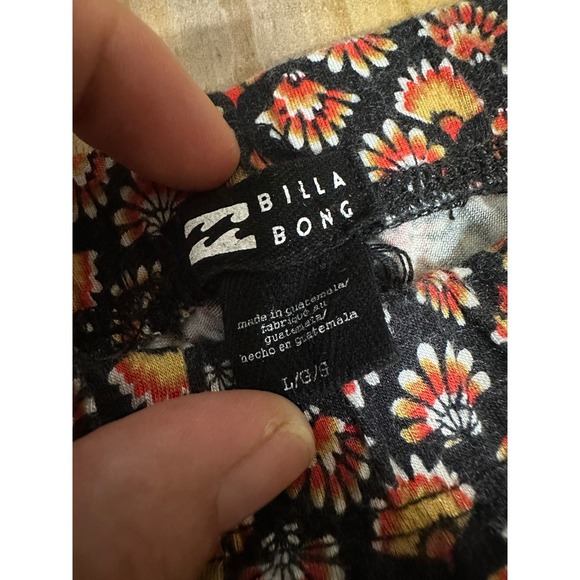 BILLA
BONG
made in guatemala/
fabriqué au
guatemala/
hecho en guatemala
L/G/G